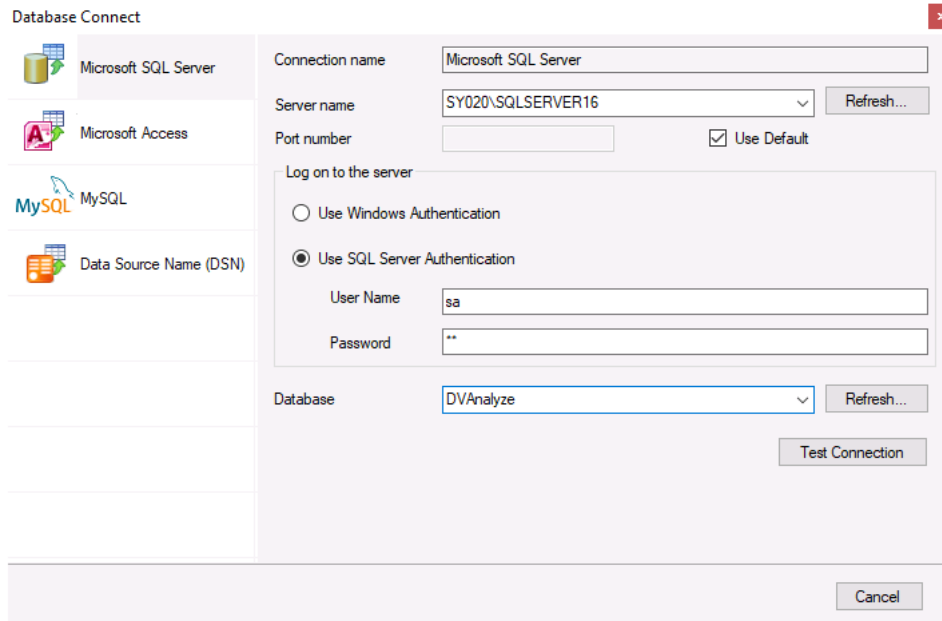 Database Connect
Microsoft SQL Server
Microsoft Access
MySQL MySQL
Data Source Name (DSN)
Connection name Microsoft SQL Server
Server name SY020\SQLSERVER16 Refresh...
Port number Use Default
Log on to the server
Use Windows Authentication
Use SQL Server Authentication
User Name sa
Password **
Database DVAnalyze Refresh...
Test Connection
Cancel